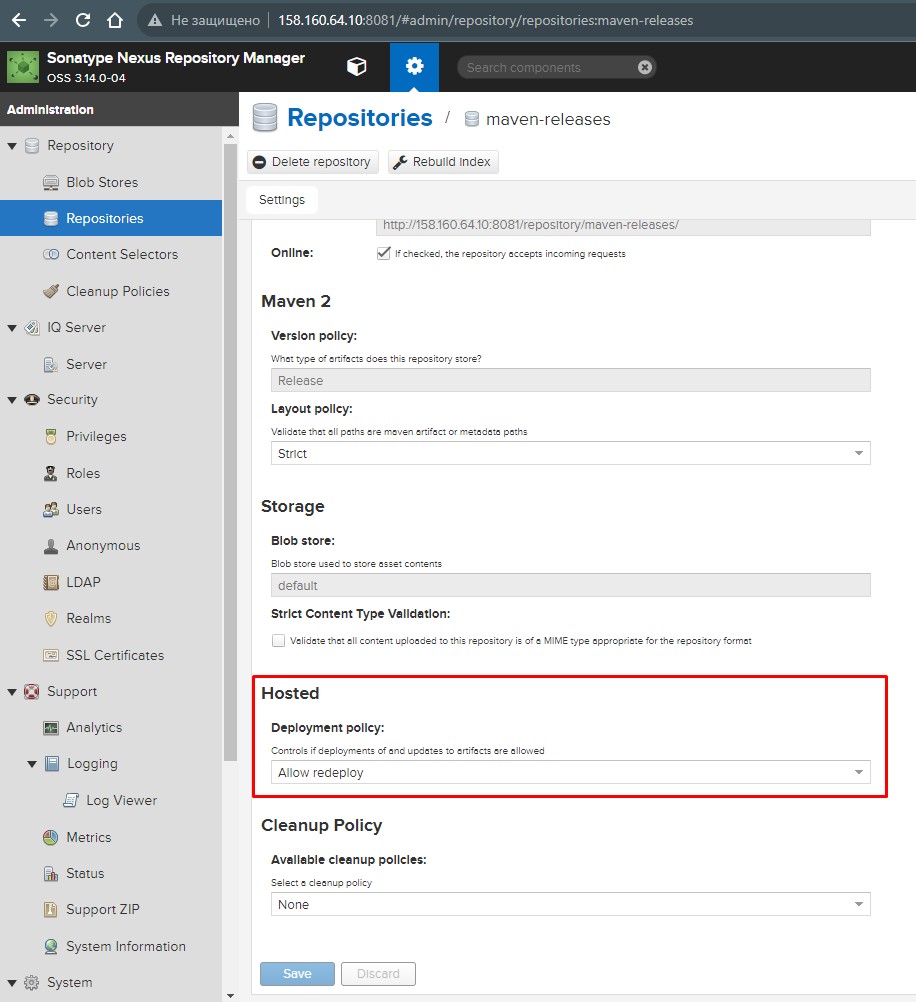 Не защищено
158.160.64.10:8081/#admin/repository/repositories:maven-releases
Sonatype Nexus Repository Manager
OSS 3.14.0-04
Search components
Administration
Repository
Blob Stores
Repositories
Content Selectors
Cleanup Policies
IQ Server
Server
Security
Privileges
Roles
Users
Anonymous
LDAP
Realms
SSL Certificates
Support
Analytics
Logging
Log Viewer
Metrics
Status
Support ZIP
System Information
System
Repositories / maven-releases
Delete repository
Rebuild index
Settings
http://158.160.64.10:8081/repository/maven-releases/
Online:
If checked, the repository accepts incoming requests
Maven 2
Version policy:
What type of artifacts does this repository store?
Release
Layout policy:
Validate that all paths are maven artifact or metadata paths
Strict
Storage
Blob store:
Blob store used to store asset contents
default
Strict Content Type Validation:
Validate that all content uploaded to this repository is of a MIME type appropriate for the repository format
Hosted
Deployment policy:
Controls if deployments of and updates to artifacts are allowed
Allow redeploy
Cleanup Policy
Available cleanup policies:
Select a cleanup policy
None
Save
Discard